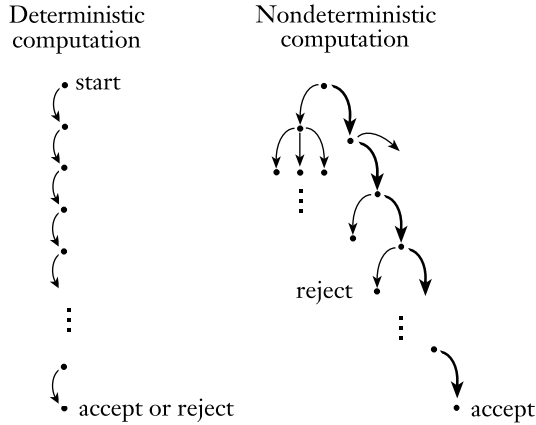 Deterministic
computation
Nondeterministic
computation
start
reject
accept or reject
accept